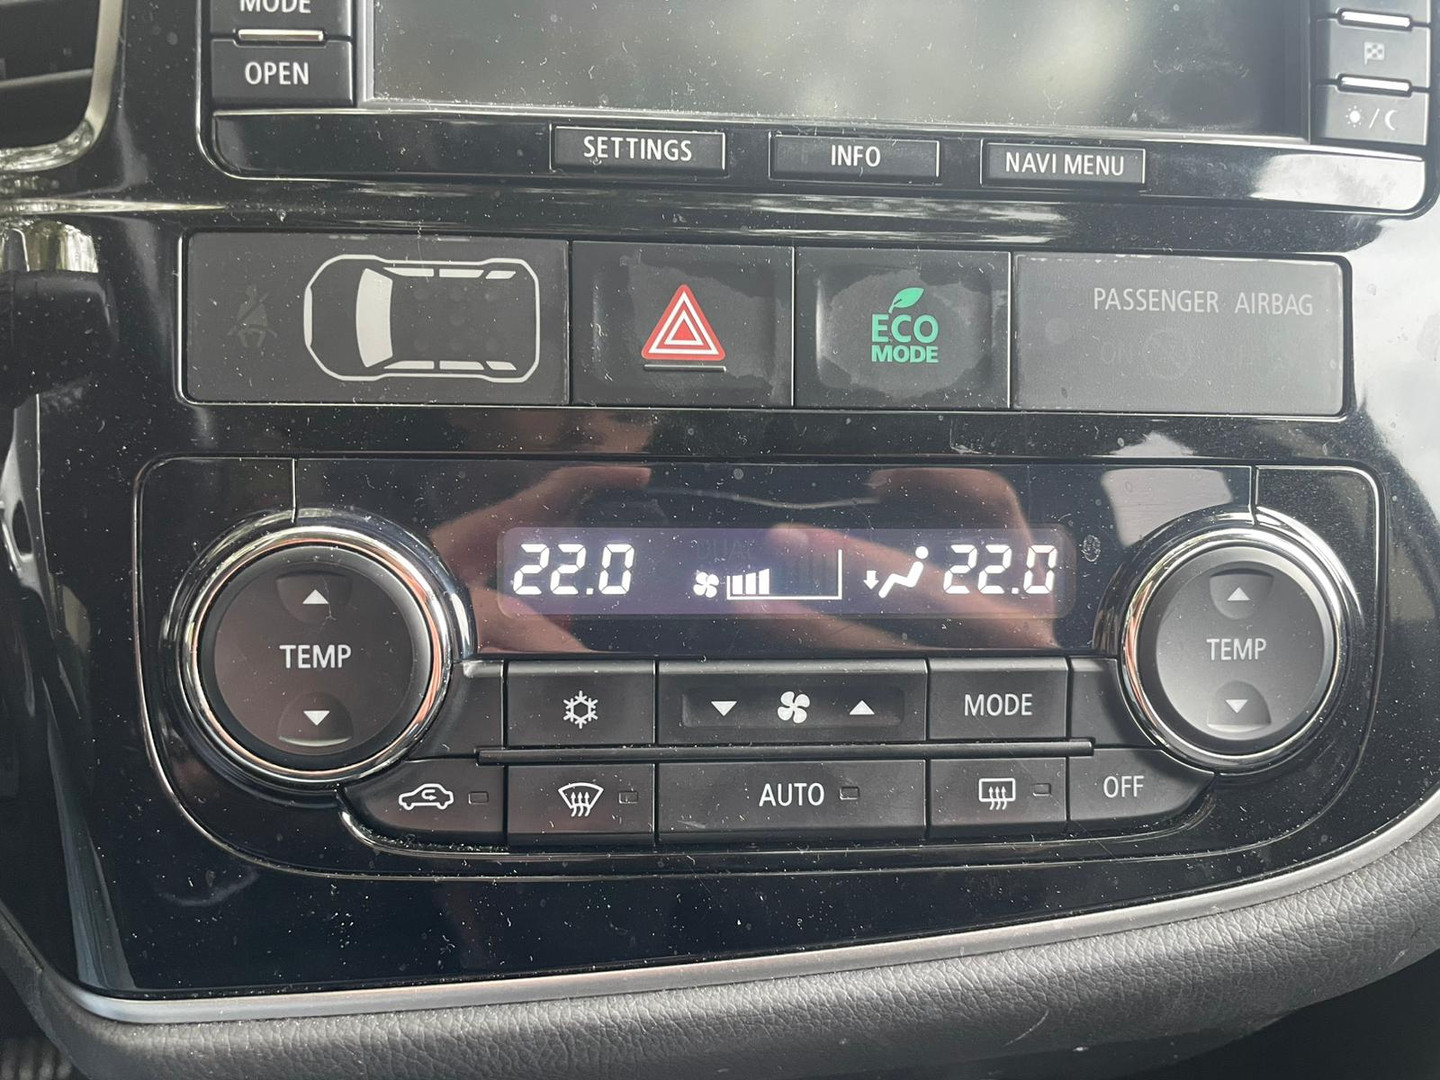 MODE
OPEN
SETTINGS
INFO
NAVI MENU
ECO
MODE
PASSENGER AIRBAG
22.0
22.0
TEMP
TEMP
MODE
AUTO
OFF